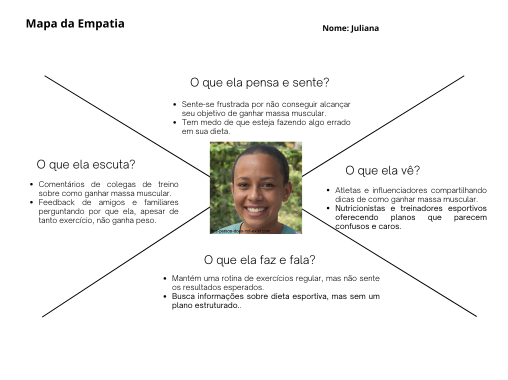 Mapa da Empatia
Nome: Juliana
O que ela pensa e sente?
• Sente-se frustrada por não conseguir alcançar
seu objetivo de ganhar massa muscular.
• Tem medo de que esteja fazendo algo errado
em sua dieta.
O que ela escuta?
• Comentários de colegas de treino
sobre como ganhar massa muscular.
• Feedback de amigos e familiares
perguntando por que ela, apesar de
tanto exercício, não ganha peso.
O que ela vê?
• Atletas e influenciadores compartilhando
dicas de como ganhar massa muscular.
• Nutricionistas e treinadores esportivos
oferecendo planos que parecem
confusos e caros.
O que ela faz e fala?
• Mantém uma rotina de exercícios regular, mas não sente
os resultados esperados.
• Busca informações sobre dieta esportiva, mas sem um
plano estruturado..